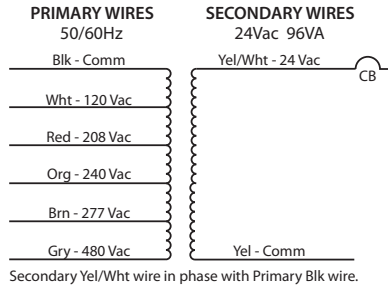 PRIMARY WIRES
50/60Hz
SECONDARY WIRES
24Vac 96VA
Blk - Comm
Wht - 120 Vac
Red - 208 Vac
Org - 240 Vac
Brn - 277 Vac
Gry - 480 Vac
Yel/Wht - 24 Vac
CB
Yel - Comm
Secondary Yel/Wht wire in phase with Primary Blk wire.